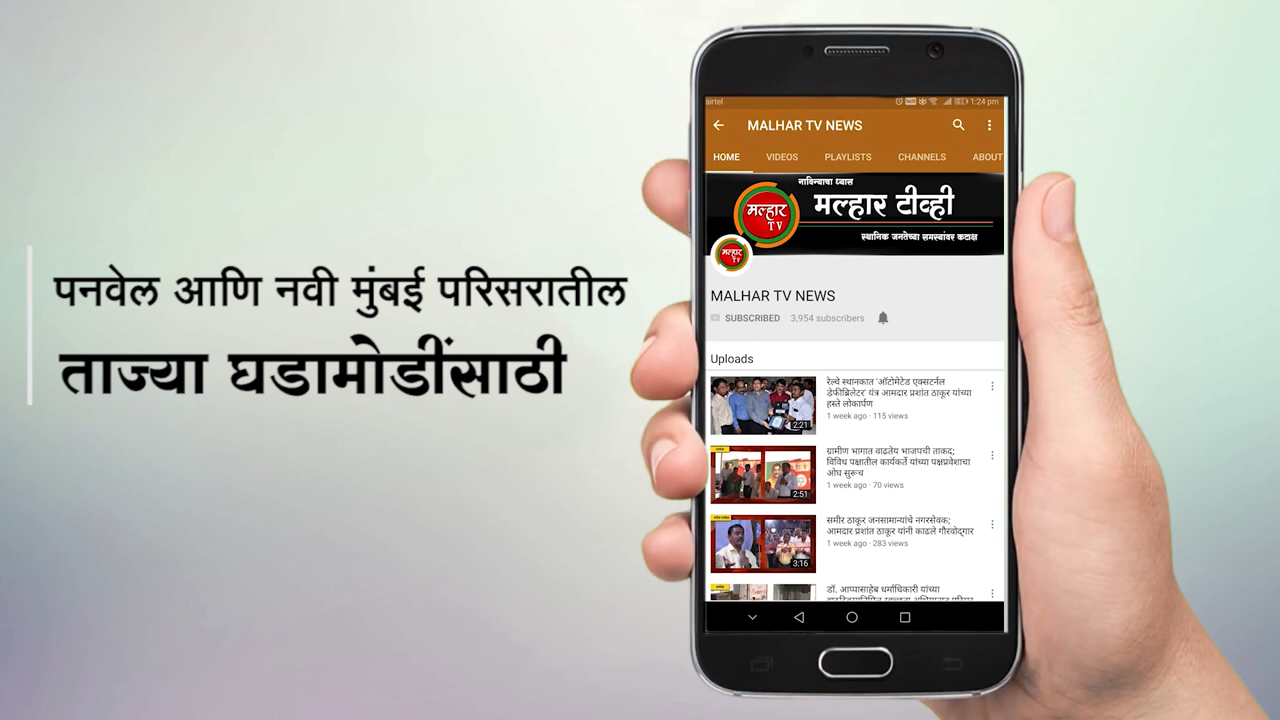 पनवेल आणि नवी मुंबई परिसरातील
ताज्या घडामोडींसाठी
airtel
1:24 pm
MALHAR TV NEWS
HOME VIDEOS PLAYLISTS CHANNELS ABOUT
नाविन्याचा ध्यास
मल्हार टीव्ही
मल्हार
TV
स्थानिक जनतेच्या समस्यांवर कटाक्ष
मल्हार
TV
MALHAR TV NEWS
SUBSCRIBED 3,954 subscribers
Uploads
रेल्वे स्थानकात 'ऑटोमेटेड एक्सटर्नल
डेफीब्रिलेटर' यंत्र आमदार प्रशांत ठाकूर यांच्या
हस्ते लोकार्पण
1 week ago · 115 views
2:21
ग्रामीण भागात वाढतेय भाजपची ताकद;
विविध पक्षातील कार्यकर्ते यांच्या पक्षप्रवेशाचा
ओघ सुरूच
1 week ago · 70 views
2:51
समीर ठाकूर जनसामान्यांचे नगरसेवक;
आमदार प्रशांत ठाकूर यांनी काढले गौरवोद्गार
1 week ago · 283 views
3:16
डॉ. आप्पासाहेब धर्माधिकारी यांच्या